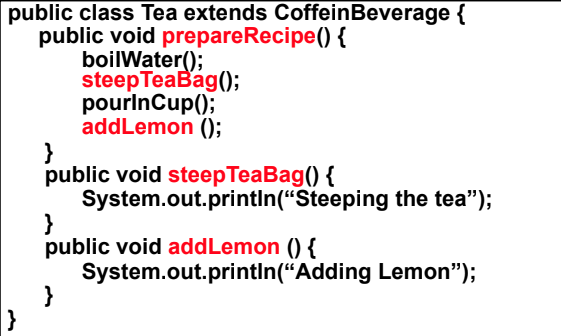 public class Tea extends CoffeinBeverage {
public void prepareRecipe() {
boilWater();
steepTeaBag();
pourInCup();
addLemon ();
}
public void steepTeaBag() {
System.out.println(“Steeping the tea”);
}
public void addLemon () {
System.out.println(“Adding Lemon”);
}
}